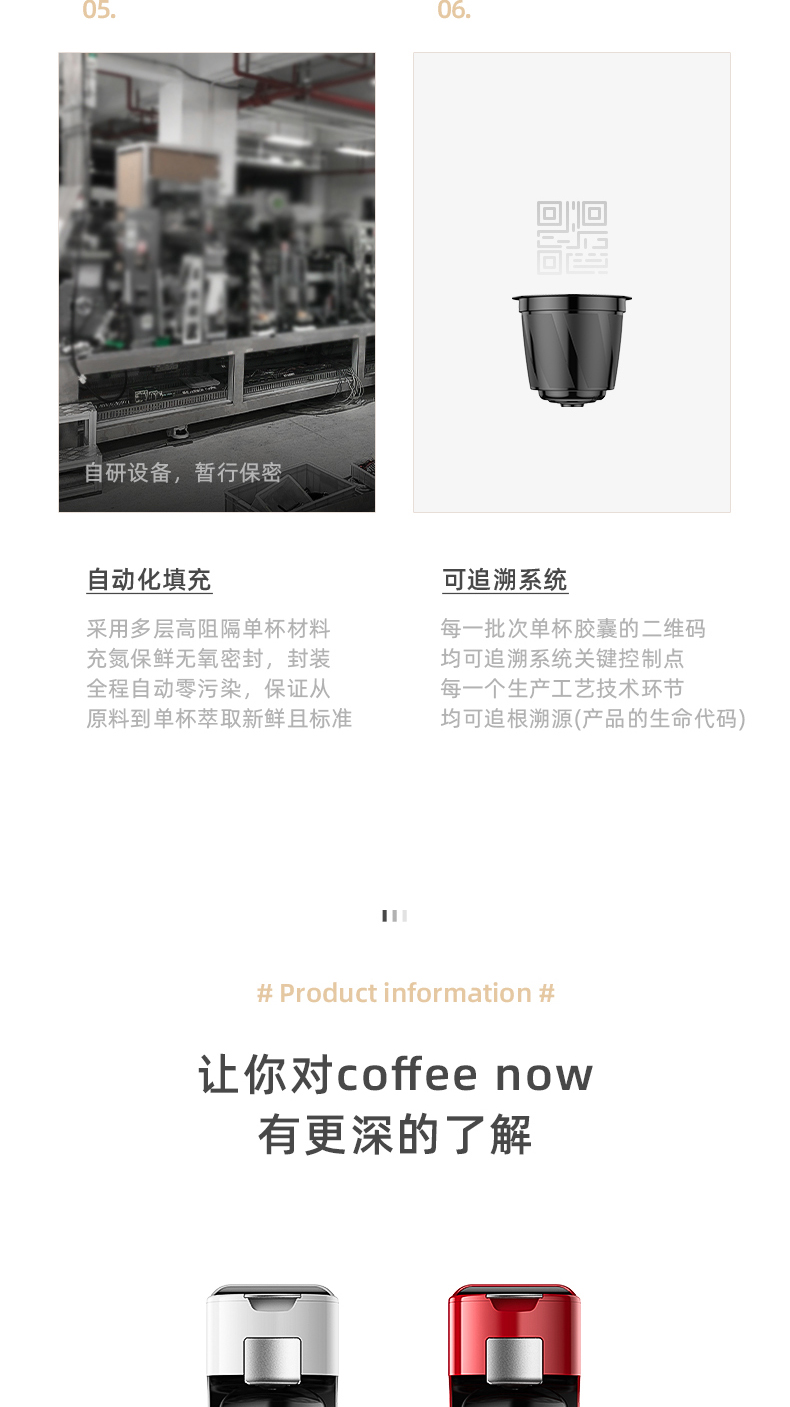 05.
06.
自研设备，暂行保密
自动化填充
采用多层高阻隔单杯材料
充氮保鲜无氧密封，封装
全程自动零污染，保证从
原料到单杯萃取新鲜且标准
可追溯系统
每一批次单杯胶囊的二维码
均可追溯系统关键控制点
每一个生产工艺技术环节
均可追根溯源(产品的生命代码)
# Product information #
让你对coffee now
有更深的了解